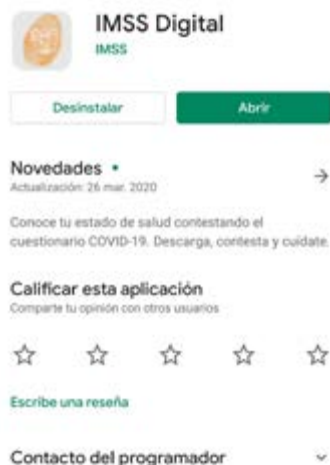 IMSS Digital
IMSS
Desinstalar
Abrir
Novedades •
Actualización: 26 mar. 2020
Conoce tu estado de salud contestando el
cuestionario COVID-19. Descarga, contesta y cuídate.
Calificar esta aplicación
Comparte tu opinión con otros usuarios
Escribe una reseña
Contacto del programador